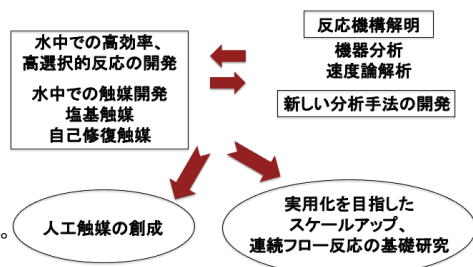 水中での高効率、
高選択的反応の開発
水中での触媒開発
塩基触媒
自己修復触媒
反応機構解明
機器分析
速度論解析
新しい分析手法の開発
。
人工触媒の創成
実用化を目指した
スケールアップ、
連続フロー反応の基礎研究